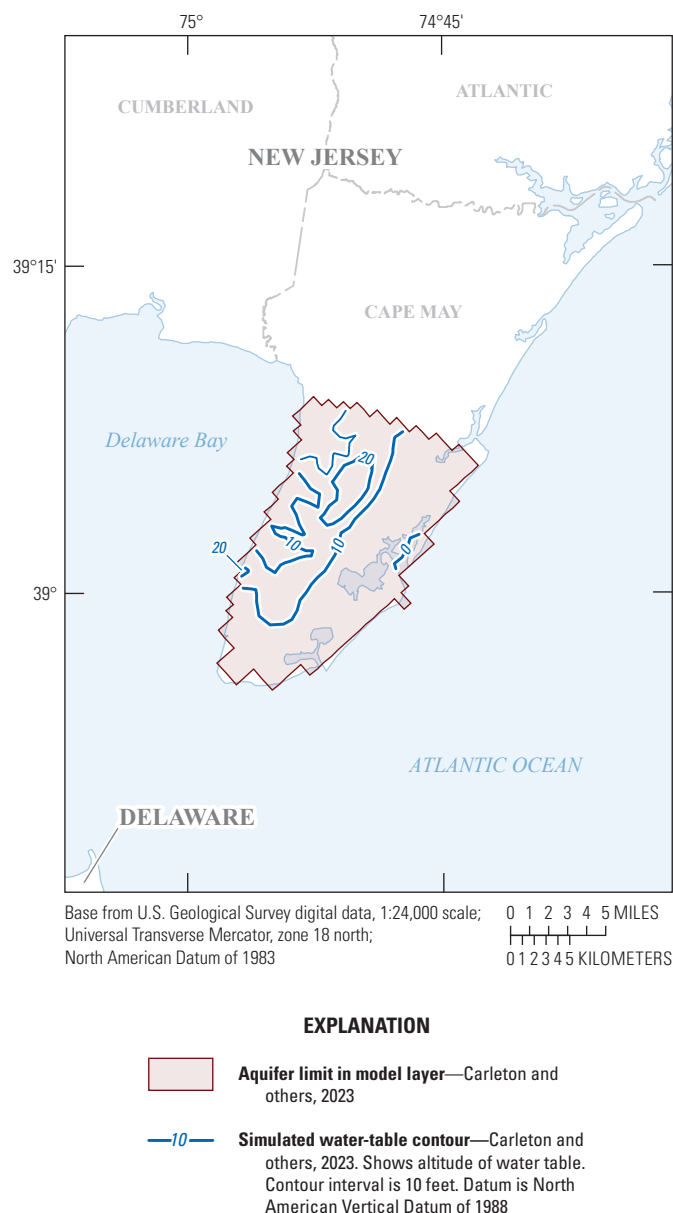 75°
74°45'
CUMBERLAND
ATLANTIC
NEW JERSEY
39°15'
CAPE MAY
Delaware Bay
20
10
10
20
0
39°
ATLANTIC OCEAN
DELAWARE
Base from U.S. Geological Survey digital data, 1:24,000 scale;
Universal Transverse Mercator, zone 18 north;
North American Datum of 1983
0 1 2 3 4 5 MILES
0 1 2 3 4 5 KILOMETERS
EXPLANATION
Aquifer limit in model layer—Carleton and
others, 2023
10
Simulated water-table contour—Carleton and
others, 2023. Shows altitude of water table.
Contour interval is 10 feet. Datum is North
American Vertical Datum of 1988